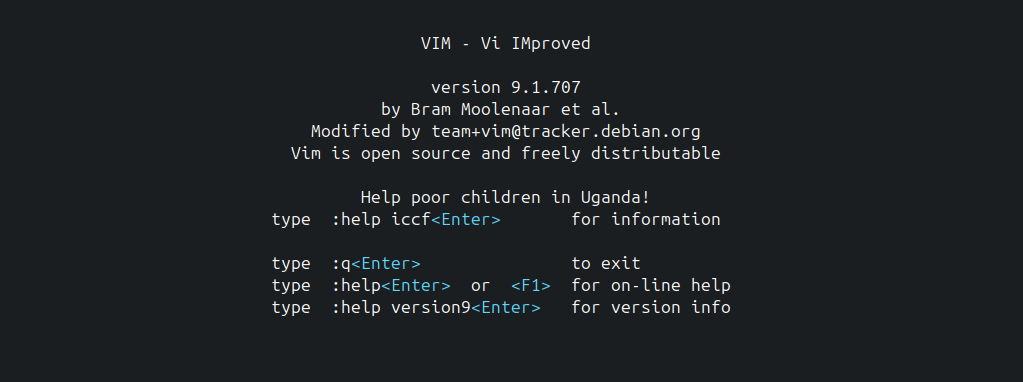 VIM - Vi IMproved
version 9.1.707
by Bram Moolenaar et al.
Modified by team+vim@tracker.debian.org
Vim is open source and freely distributable
Help poor children in Uganda!
type  :help iccf<Enter>       for information
type  :q<Enter>               to exit
type  :help<Enter>  or  <F1>  for on-line help
type  :help version9<Enter>   for version info